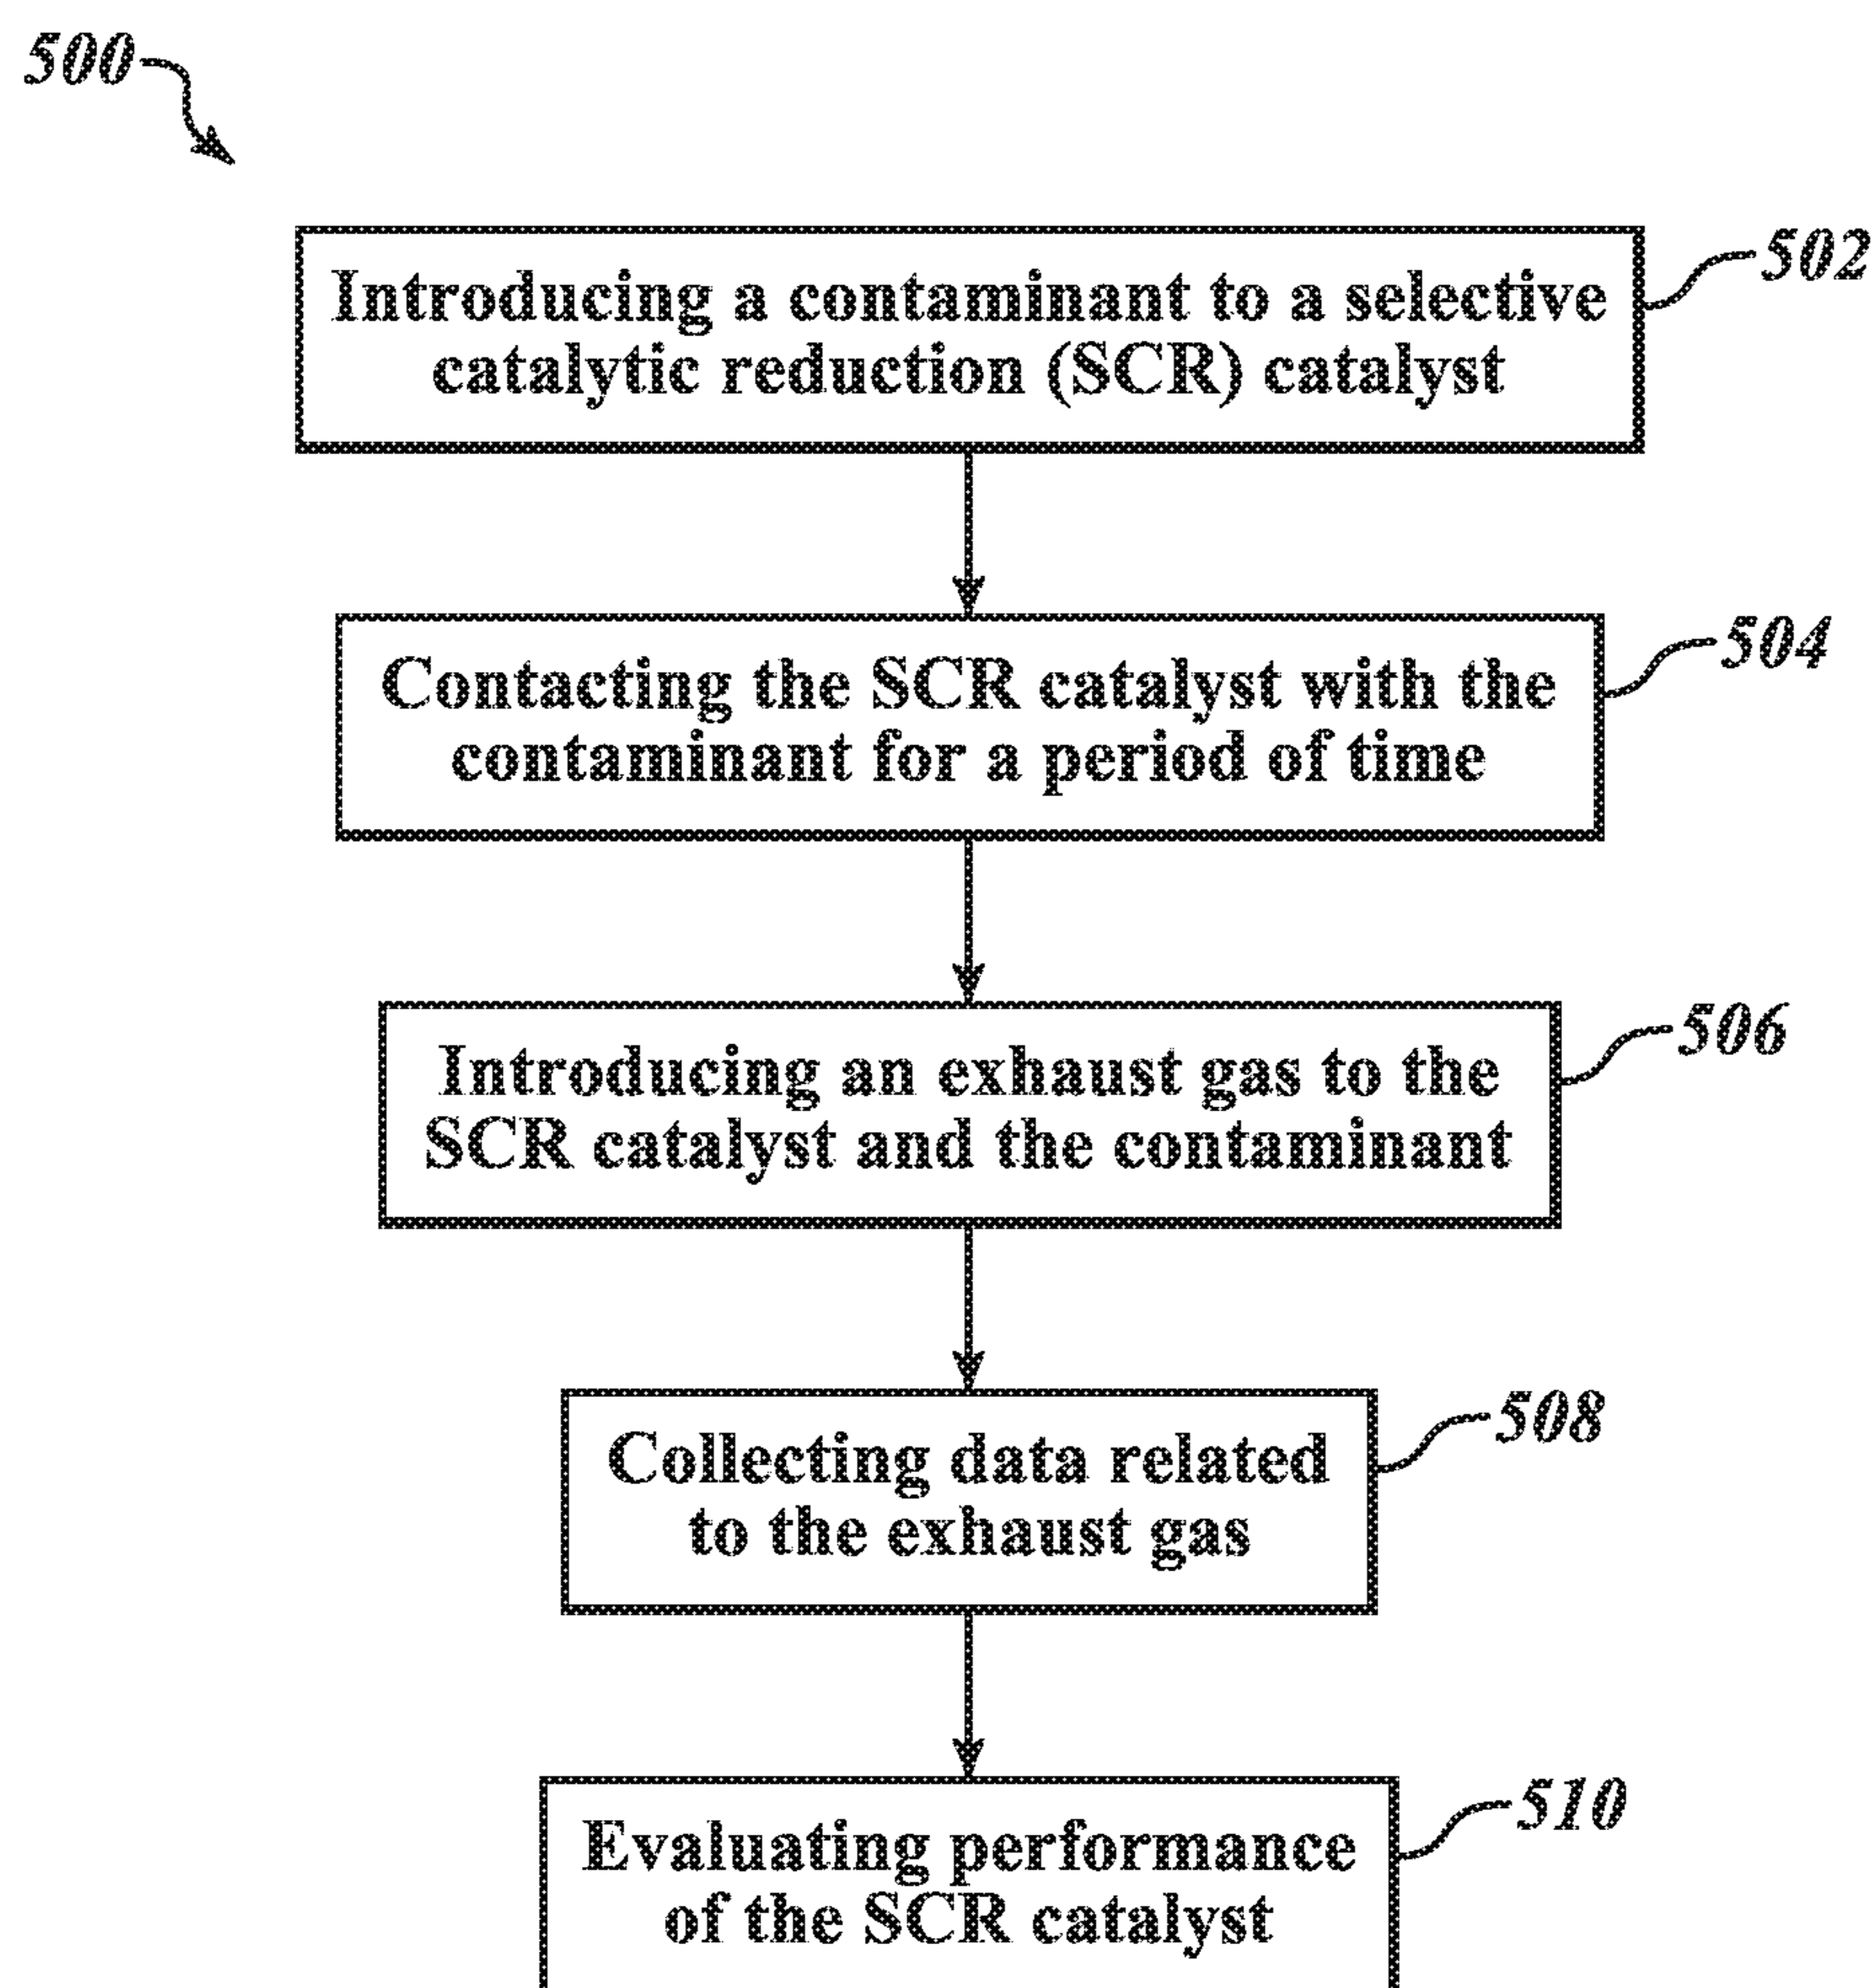 500
Introducing a contaminant to a selective
catalytic reduction (SCR) catalyst
502
Contacting the SCR catalyst with the
contaminant for a period of time
504
Introducing an exhaust gas to the
SCR catalyst and the contaminant
506
Collecting data related
to the exhaust gas
508
Evaluating performance
of the SCR catalyst
510